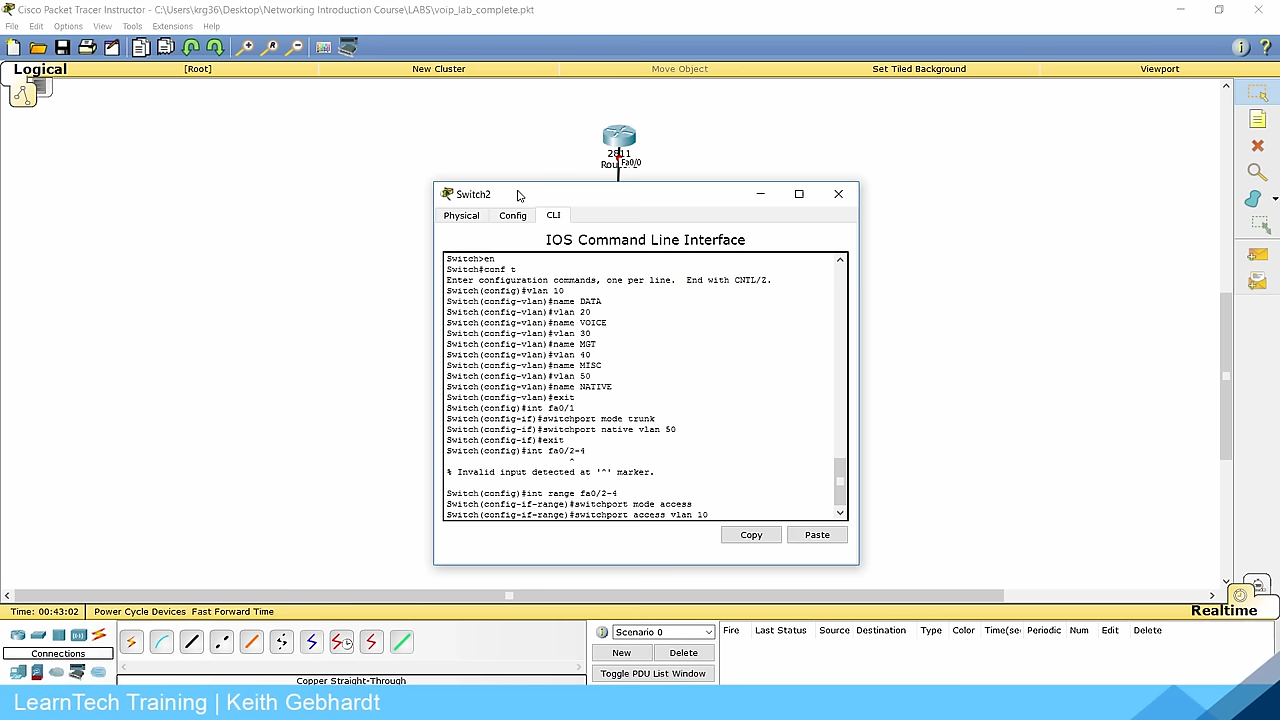 Cisco Packet Tracer Instructor - C:\Users\krg36\Desktop\Networking Introduction Course\LABS\voip_lab_complete.pkt
File Edit Options View Tools Extensions Help
Logical [Root] New Cluster Move Object Set Tiled Background Viewport
2811
Fa0/0
Switch2
Physical Config CLI
IOS Command Line Interface
Switch>en
Switch#conf t
Enter configuration commands, one per line. End with CNTL/Z.
Switch(config)#vlan 10
Switch(config-vlan)#name DATA
Switch(config-vlan)#vlan 20
Switch(config-vlan)#name VOICE
Switch(config-vlan)#vlan 30
Switch(config-vlan)#name MGT
Switch(config-vlan)#vlan 40
Switch(config-vlan)#name MISC
Switch(config-vlan)#vlan 50
Switch(config-vlan)#name NATIVE
Switch(config-vlan)#exit
Switch(config)#int fa0/1
Switch(config-if)#switchport mode trunk
Switch(config-if)#switchport native vlan 50
Switch(config-if)#exit
Switch(config)#int fa0/2-4
^
% Invalid input detected at '^' marker.
Switch(config)#int range fa0/2-4
Switch(config-if-range)#switchport mode access
Switch(config-if-range)#switchport access vlan 10
Copy Paste
Time: 00:43:02 Power Cycle Devices Fast Forward Time Realtime
Connections
Copper Straight-Through
Scenario 0
New Delete
Toggle PDU List Window
Fire Last Status Source Destination Type Color Time(se Periodic Num Edit Delete
LearnTech Training | Keith Gebhardt